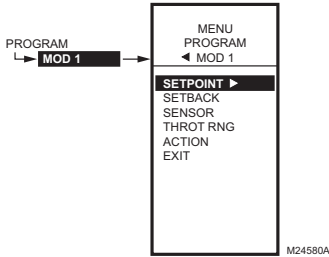 PROGRAM
MOD 1
MENU
PROGRAM
◄ MOD 1
SETPOINT ►
SETBACK
SENSOR
THROT RNG
ACTION
EXIT
M24580A